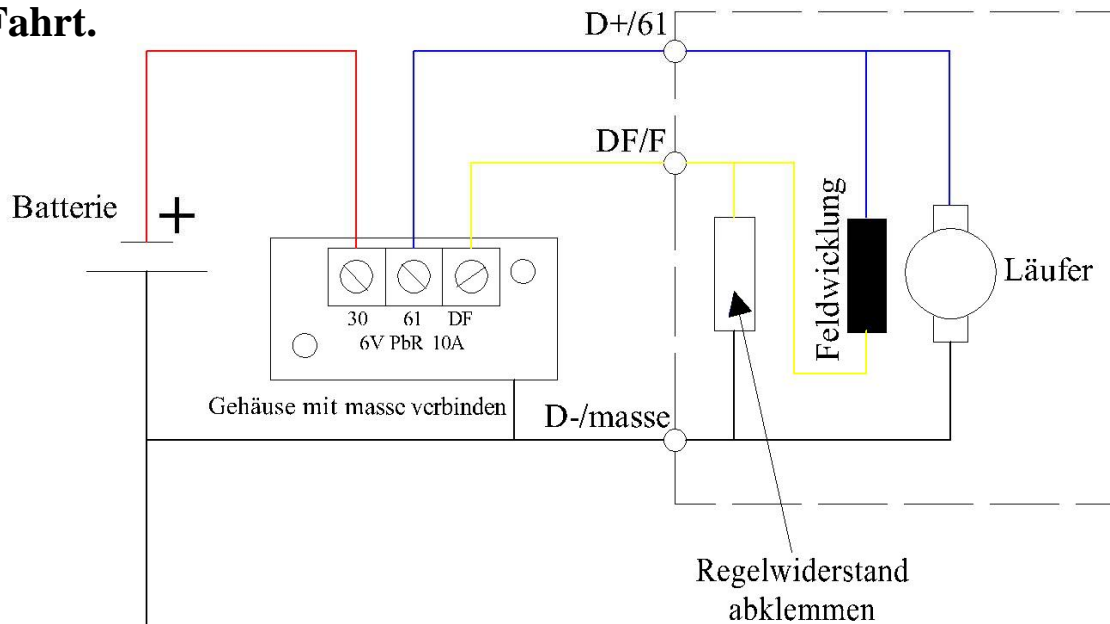 Fahrt.
D+/61
DF/F
Batterie
+
Feldwicklung
Läufer
30 61 DF
6V PbR 10A
Gehäuse mit masse verbinden
D-/masse
Regelwiderstand
abklemmen